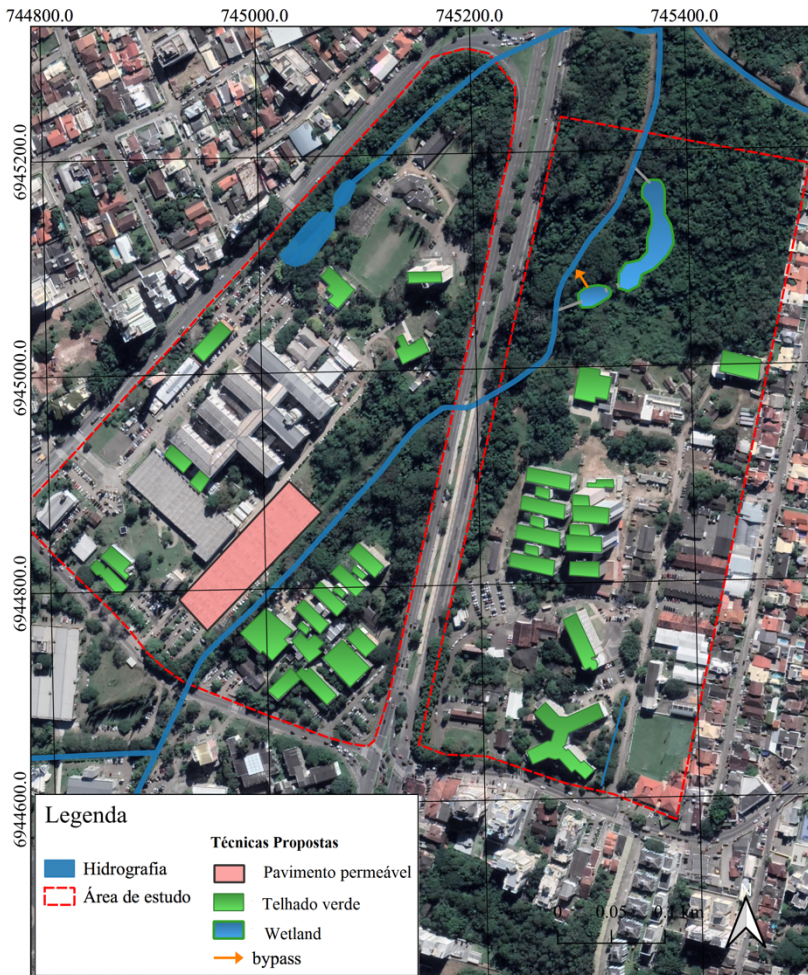 744800.0 745000.0 745200.0 745400.0
6945200.0
6945000.0
6944800.0
6944600.0
Legenda
Hidrografia
Área de estudo
Técnicas Propostas
Pavimento permeável
Telhado verde
Wetland
bypass
0 0.05 0.1 km